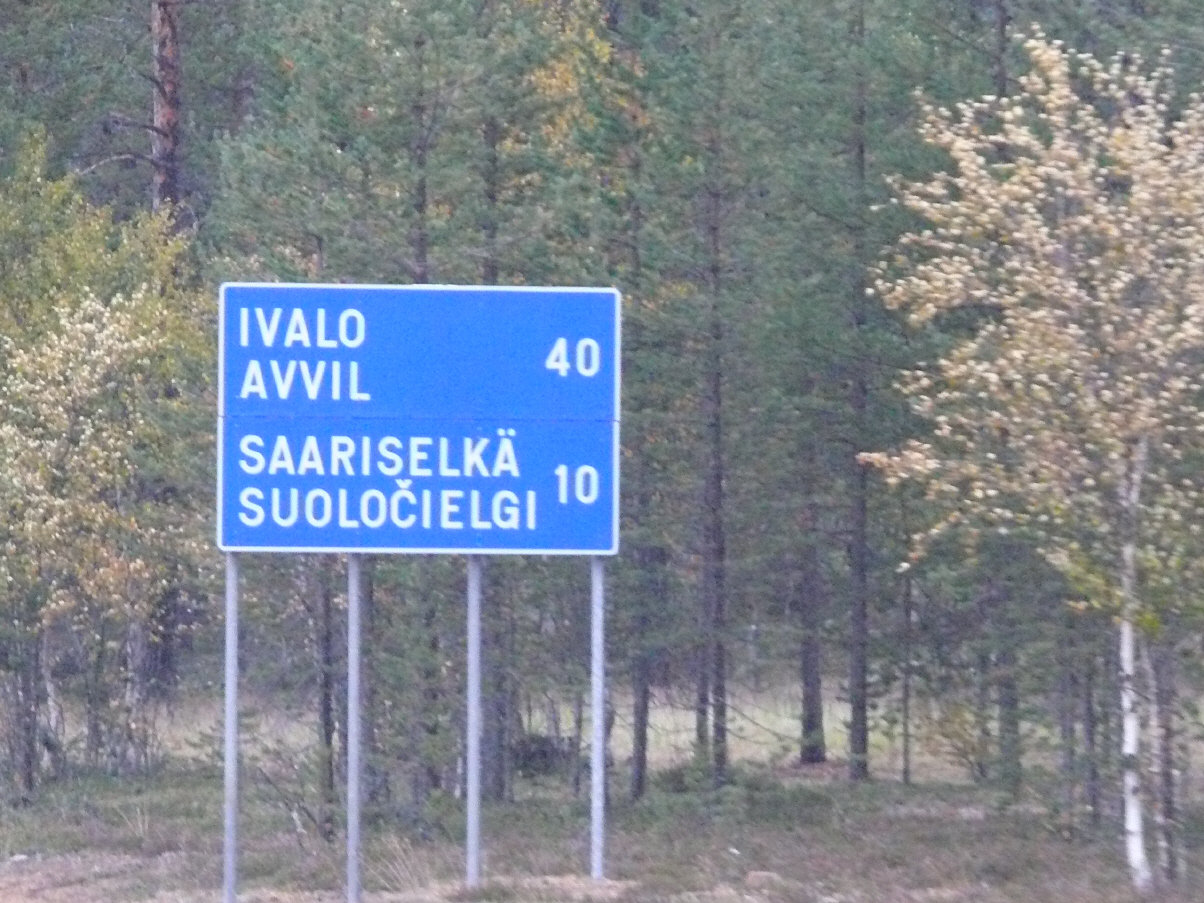 IVALO
AVVIL 40
SAARISELKÄ
SUOLOČIELGI 10